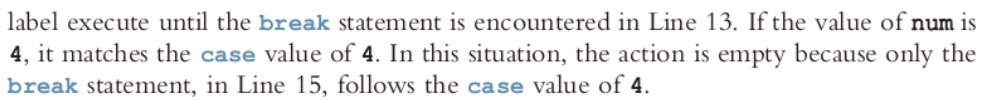 label execute until the break statement is encountered in Line 13. If the value of num is
4, it matches the case value of 4. In this situation, the action is empty because only the
break statement, in Line 15, follows the case value of 4.